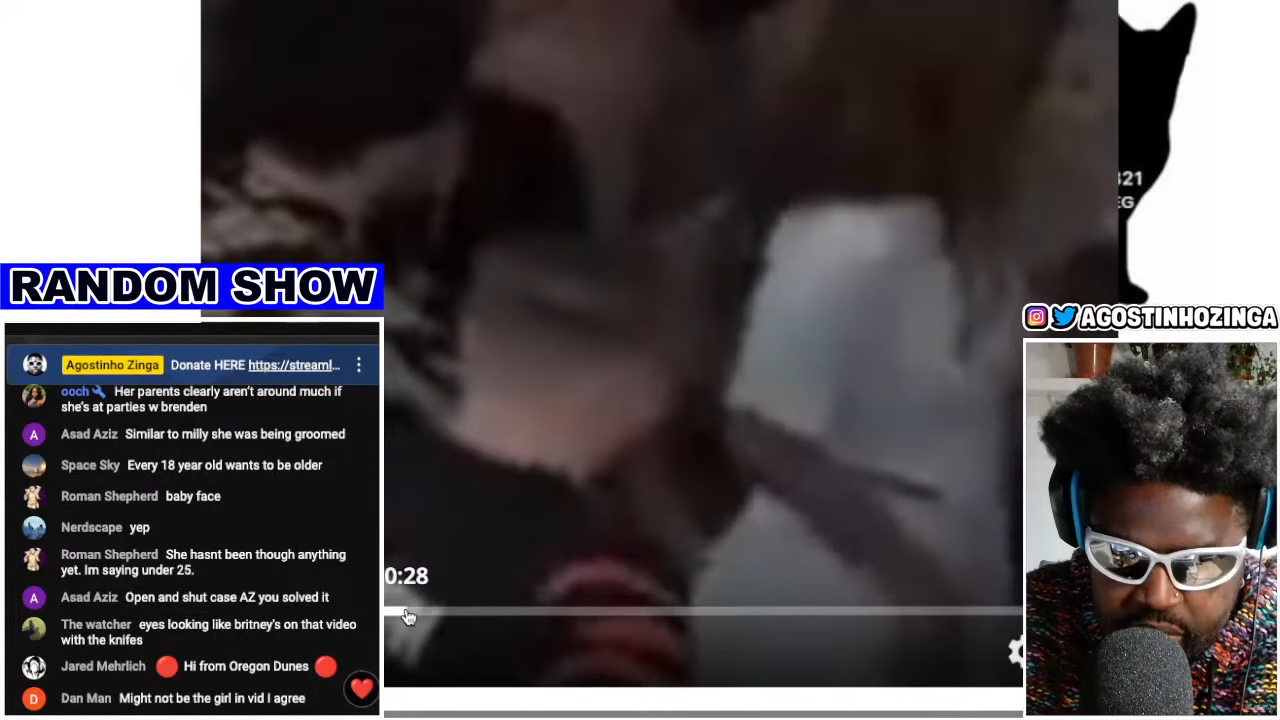 321
EG
RANDOM SHOW
AGOSTINHOZINGA
Agostinho Zinga Donate HERE https://streaml...
ooch Her parents clearly aren't around much if
she's at parties w brenden
A Asad Aziz Similar to milly she was being groomed
Space Sky Every 18 year old wants to be older
Roman Shepherd baby face
Nerdscape yep
Roman Shepherd She hasnt been though anything
yet. Im saying under 25.
A Asad Aziz Open and shut case AZ you solved it
The watcher eyes looking like britney's on that video
with the knifes
Jared Mehrlich Hi from Oregon Dunes
D Dan Man Might not be the girl in vid I agree
0:28